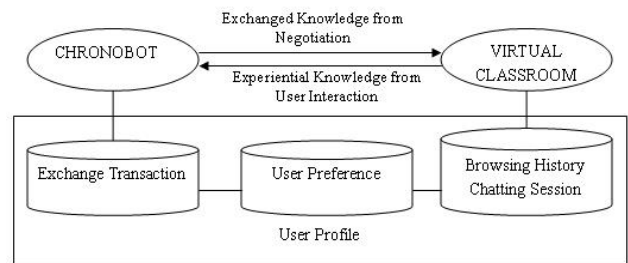 Exchanged Knowledge from
Negotiation
CHRONOBOT
VIRTUAL
CLASSROOM
Experiential Knowledge from
User Interaction
Exchange Transaction
User Preference
Browsing History
Chatting Session
User Profile